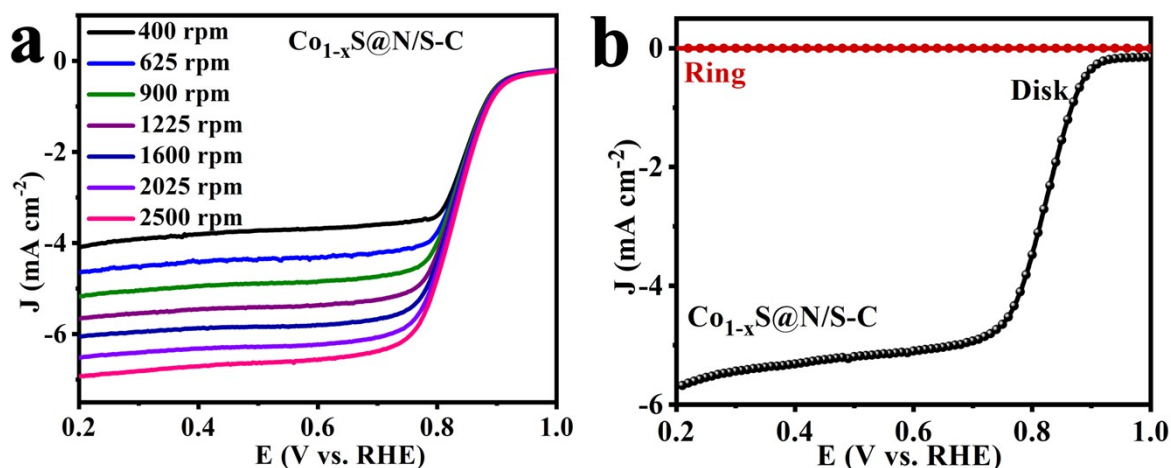 a
400 rpm
625 rpm
900 rpm
1225 rpm
1600 rpm
2025 rpm
2500 rpm
Co1-xS@N/S-C
0
-2
-4
-6
J (mA cm-2)
0.2 0.4 0.6 0.8 1.0
E (V vs. RHE)
b
0
-2
-4
-6
J (mA cm-2)
Ring
Disk
Co1-xS@N/S-C
0.2 0.4 0.6 0.8 1.0
E (V vs. RHE)